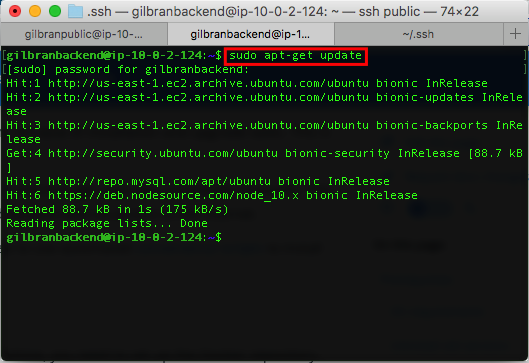 .ssh — gilbranbackend@ip-10-0-2-124: ~ — ssh public — 74×22
gilbranpublic@ip-10-...
gilbranbackend@ip-1...
~/.ssh
+
[gilbranbackend@ip-10-0-2-124:~$ sudo apt-get update ]
[[sudo] password for gilbranbackend: ]
Hit:1 http://us-east-1.ec2.archive.ubuntu.com/ubuntu bionic InRelease
Hit:2 http://us-east-1.ec2.archive.ubuntu.com/ubuntu bionic-updates InRele
ase
Hit:3 http://us-east-1.ec2.archive.ubuntu.com/ubuntu bionic-backports InRe
lease
Get:4 http://security.ubuntu.com/ubuntu bionic-security InRelease [88.7 kB
]
Hit:5 http://repo.mysql.com/apt/ubuntu bionic InRelease
Hit:6 https://deb.nodesource.com/node_10.x bionic InRelease
Fetched 88.7 kB in 1s (175 kB/s)
Reading package lists... Done
gilbranbackend@ip-10-0-2-124:~$